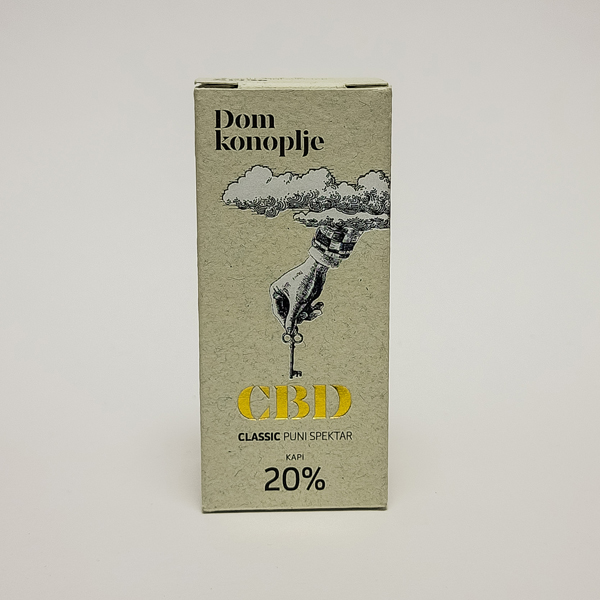 Dom
konoplje
CBD
CLASSIC PUNI SPEKTAR
KAPI
20%